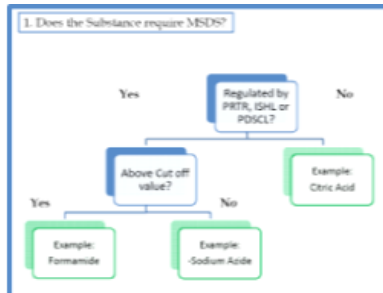 1. Does the Substance require MSDS?
Yes
Regulated by
PRTR, ISHL or
PDSCL?
No
Above Cut off
value?
Example:
Citric Acid
Yes
No
Example:
Formamide
Example:
-Sodium Azide